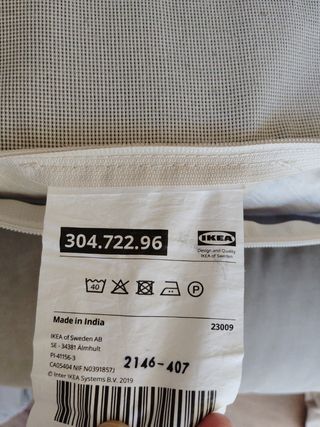 304.722.96
IKEA
Design and Quality
IKEA of Sweden
40
P
Made in India
23009
IKEA of Sweden AB
SE - 34381 Älmhult
PI-41156-3
CA05404 NIF N0391857J
© Inter IKEA Systems B.V. 2019
2146-407